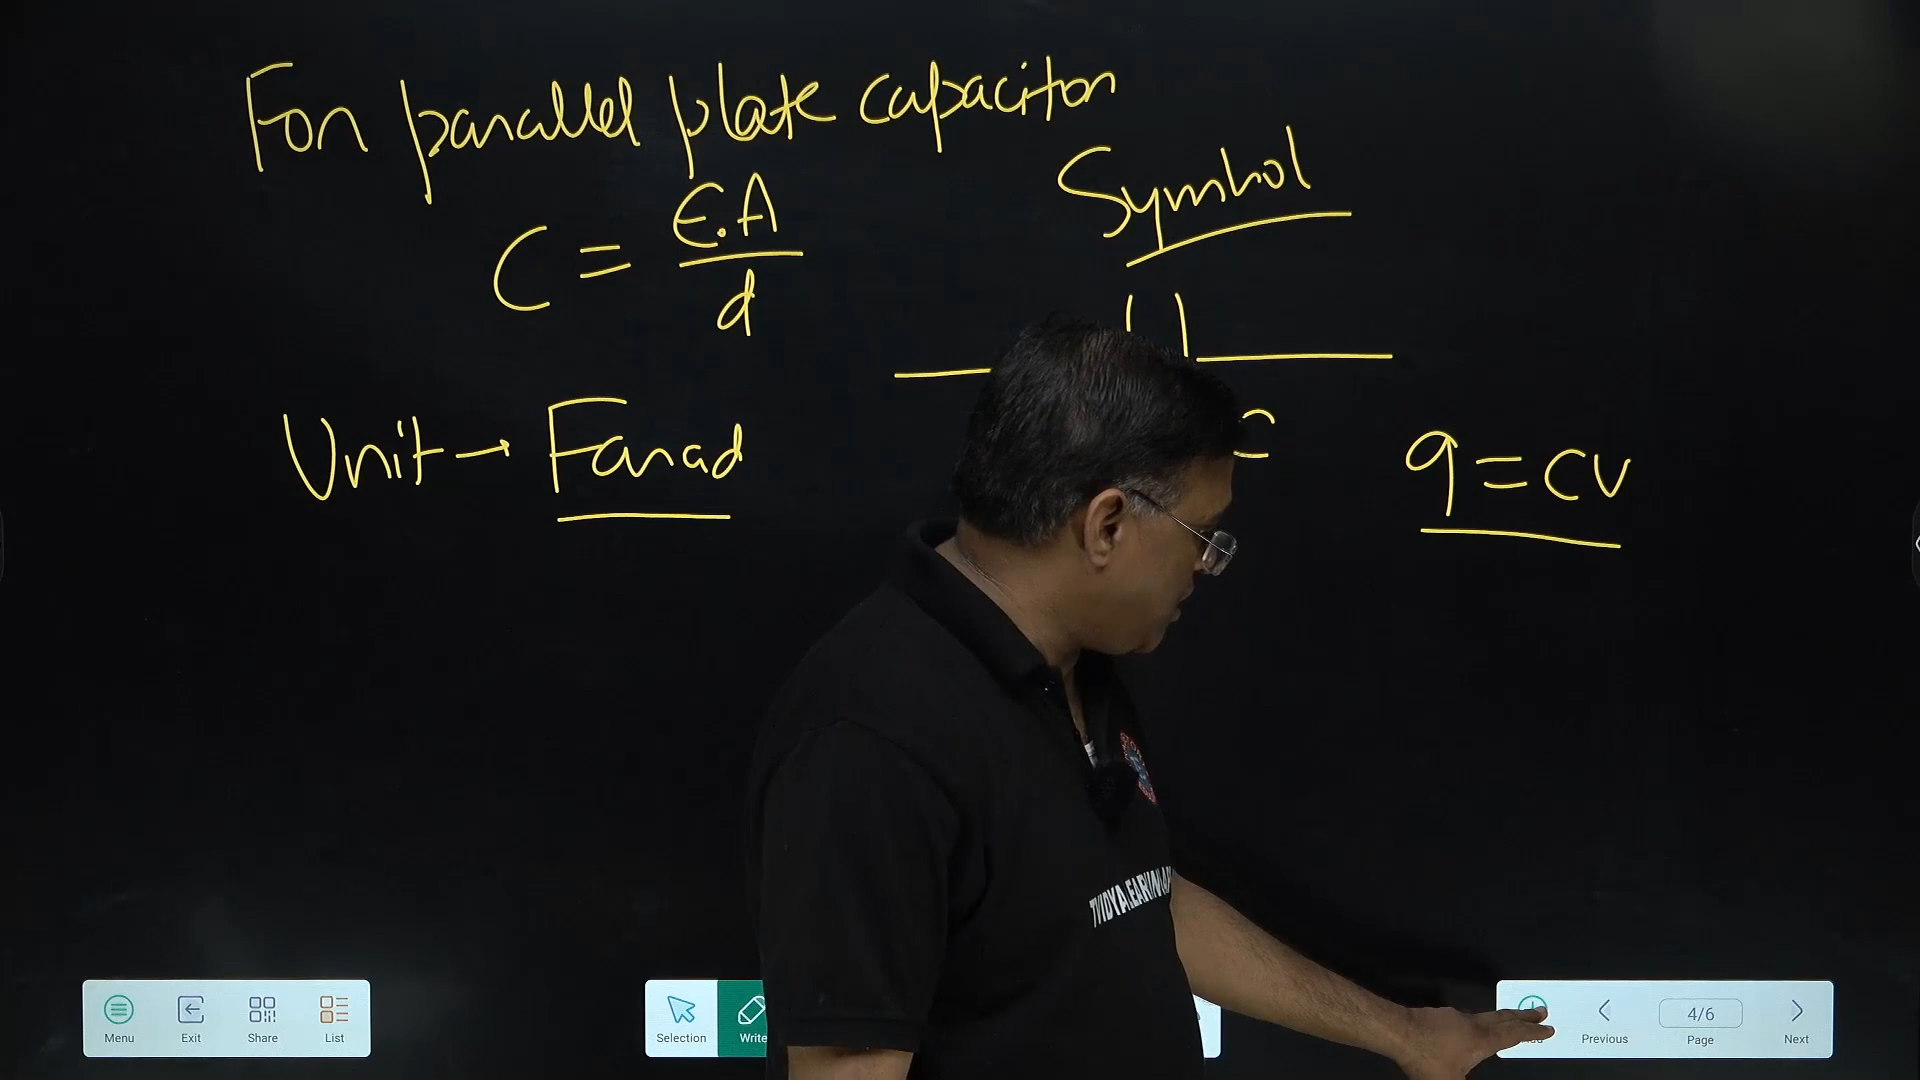 For parallel plate capacitor
C = ε₀A/d
Symbol
Unit → Farad
q = CV
Menu
Exit
Share
List
Selection
Write
Previous
4/6
Page
Next